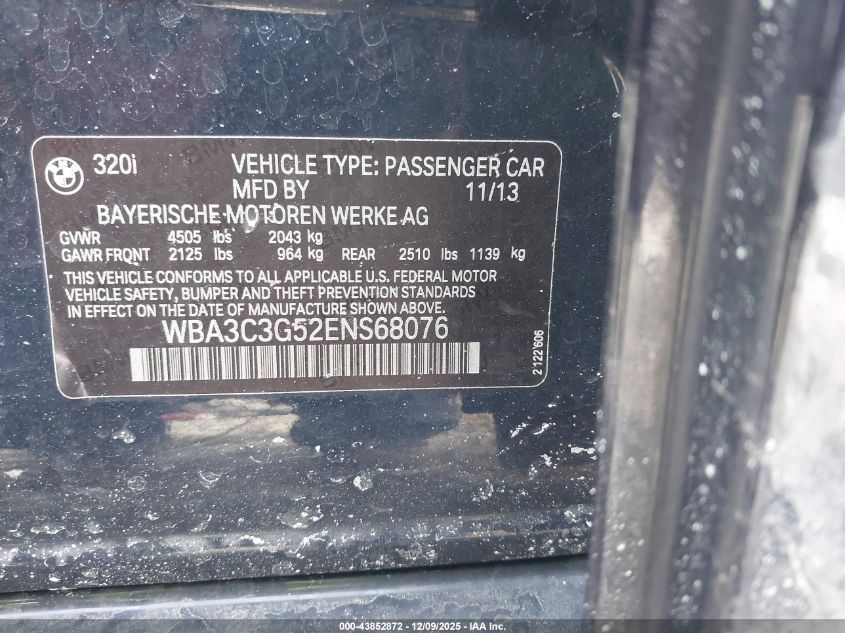 320i VEHICLE TYPE: PASSENGER CAR
MFD BY 11/13
BAYERISCHE MOTOREN WERKE AG
GVWR 4505 lbs 2043 kg
GAWR FRONT 2125 lbs 964 kg REAR 2510 lbs 1139 kg
THIS VEHICLE CONFORMS TO ALL APPLICABLE U.S. FEDERAL MOTOR
VEHICLE SAFETY, BUMPER AND THEFT PREVENTION STANDARDS
IN EFFECT ON THE DATE OF MANUFACTURE SHOWN ABOVE.
WBA3C3G52ENS68076
2 122 606
000-43852872 - 12/09/2025 - IAA Inc.